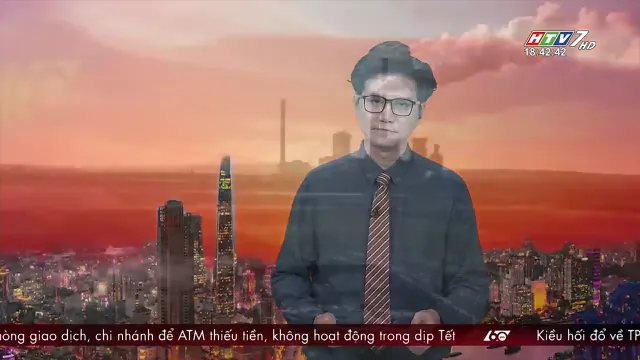 HTV7 HD
18:42:42
hòng giao dịch, chi nhánh để ATM thiếu tiền, không hoạt động trong dịp Tết Kiều hối đổ về TP